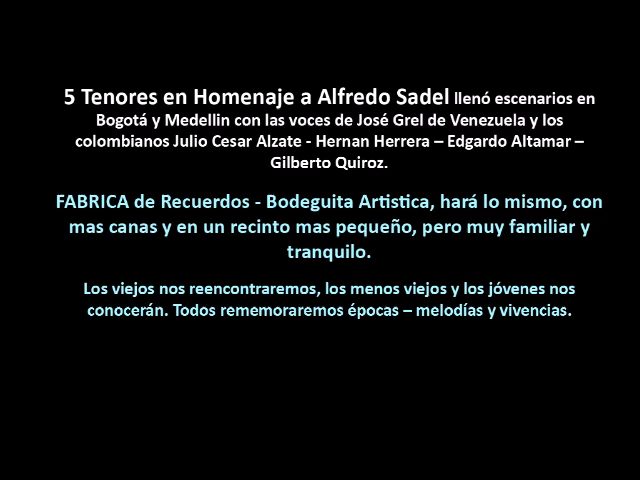 5 Tenores en Homenaje a Alfredo Sadel llenó escenarios en
Bogotá y Medellin con las voces de José Grel de Venezuela y los
colombianos Julio Cesar Alzate - Hernan Herrera – Edgardo Altamar –
Gilberto Quiroz.
FABRICA de Recuerdos - Bodeguita Artistica, hará lo mismo, con
mas canas y en un recinto mas pequeño, pero muy familiar y
tranquilo.
Los viejos nos reencontraremos, los menos viejos y los jóvenes nos
conocerán. Todos rememoraremos épocas – melodías y vivencias.